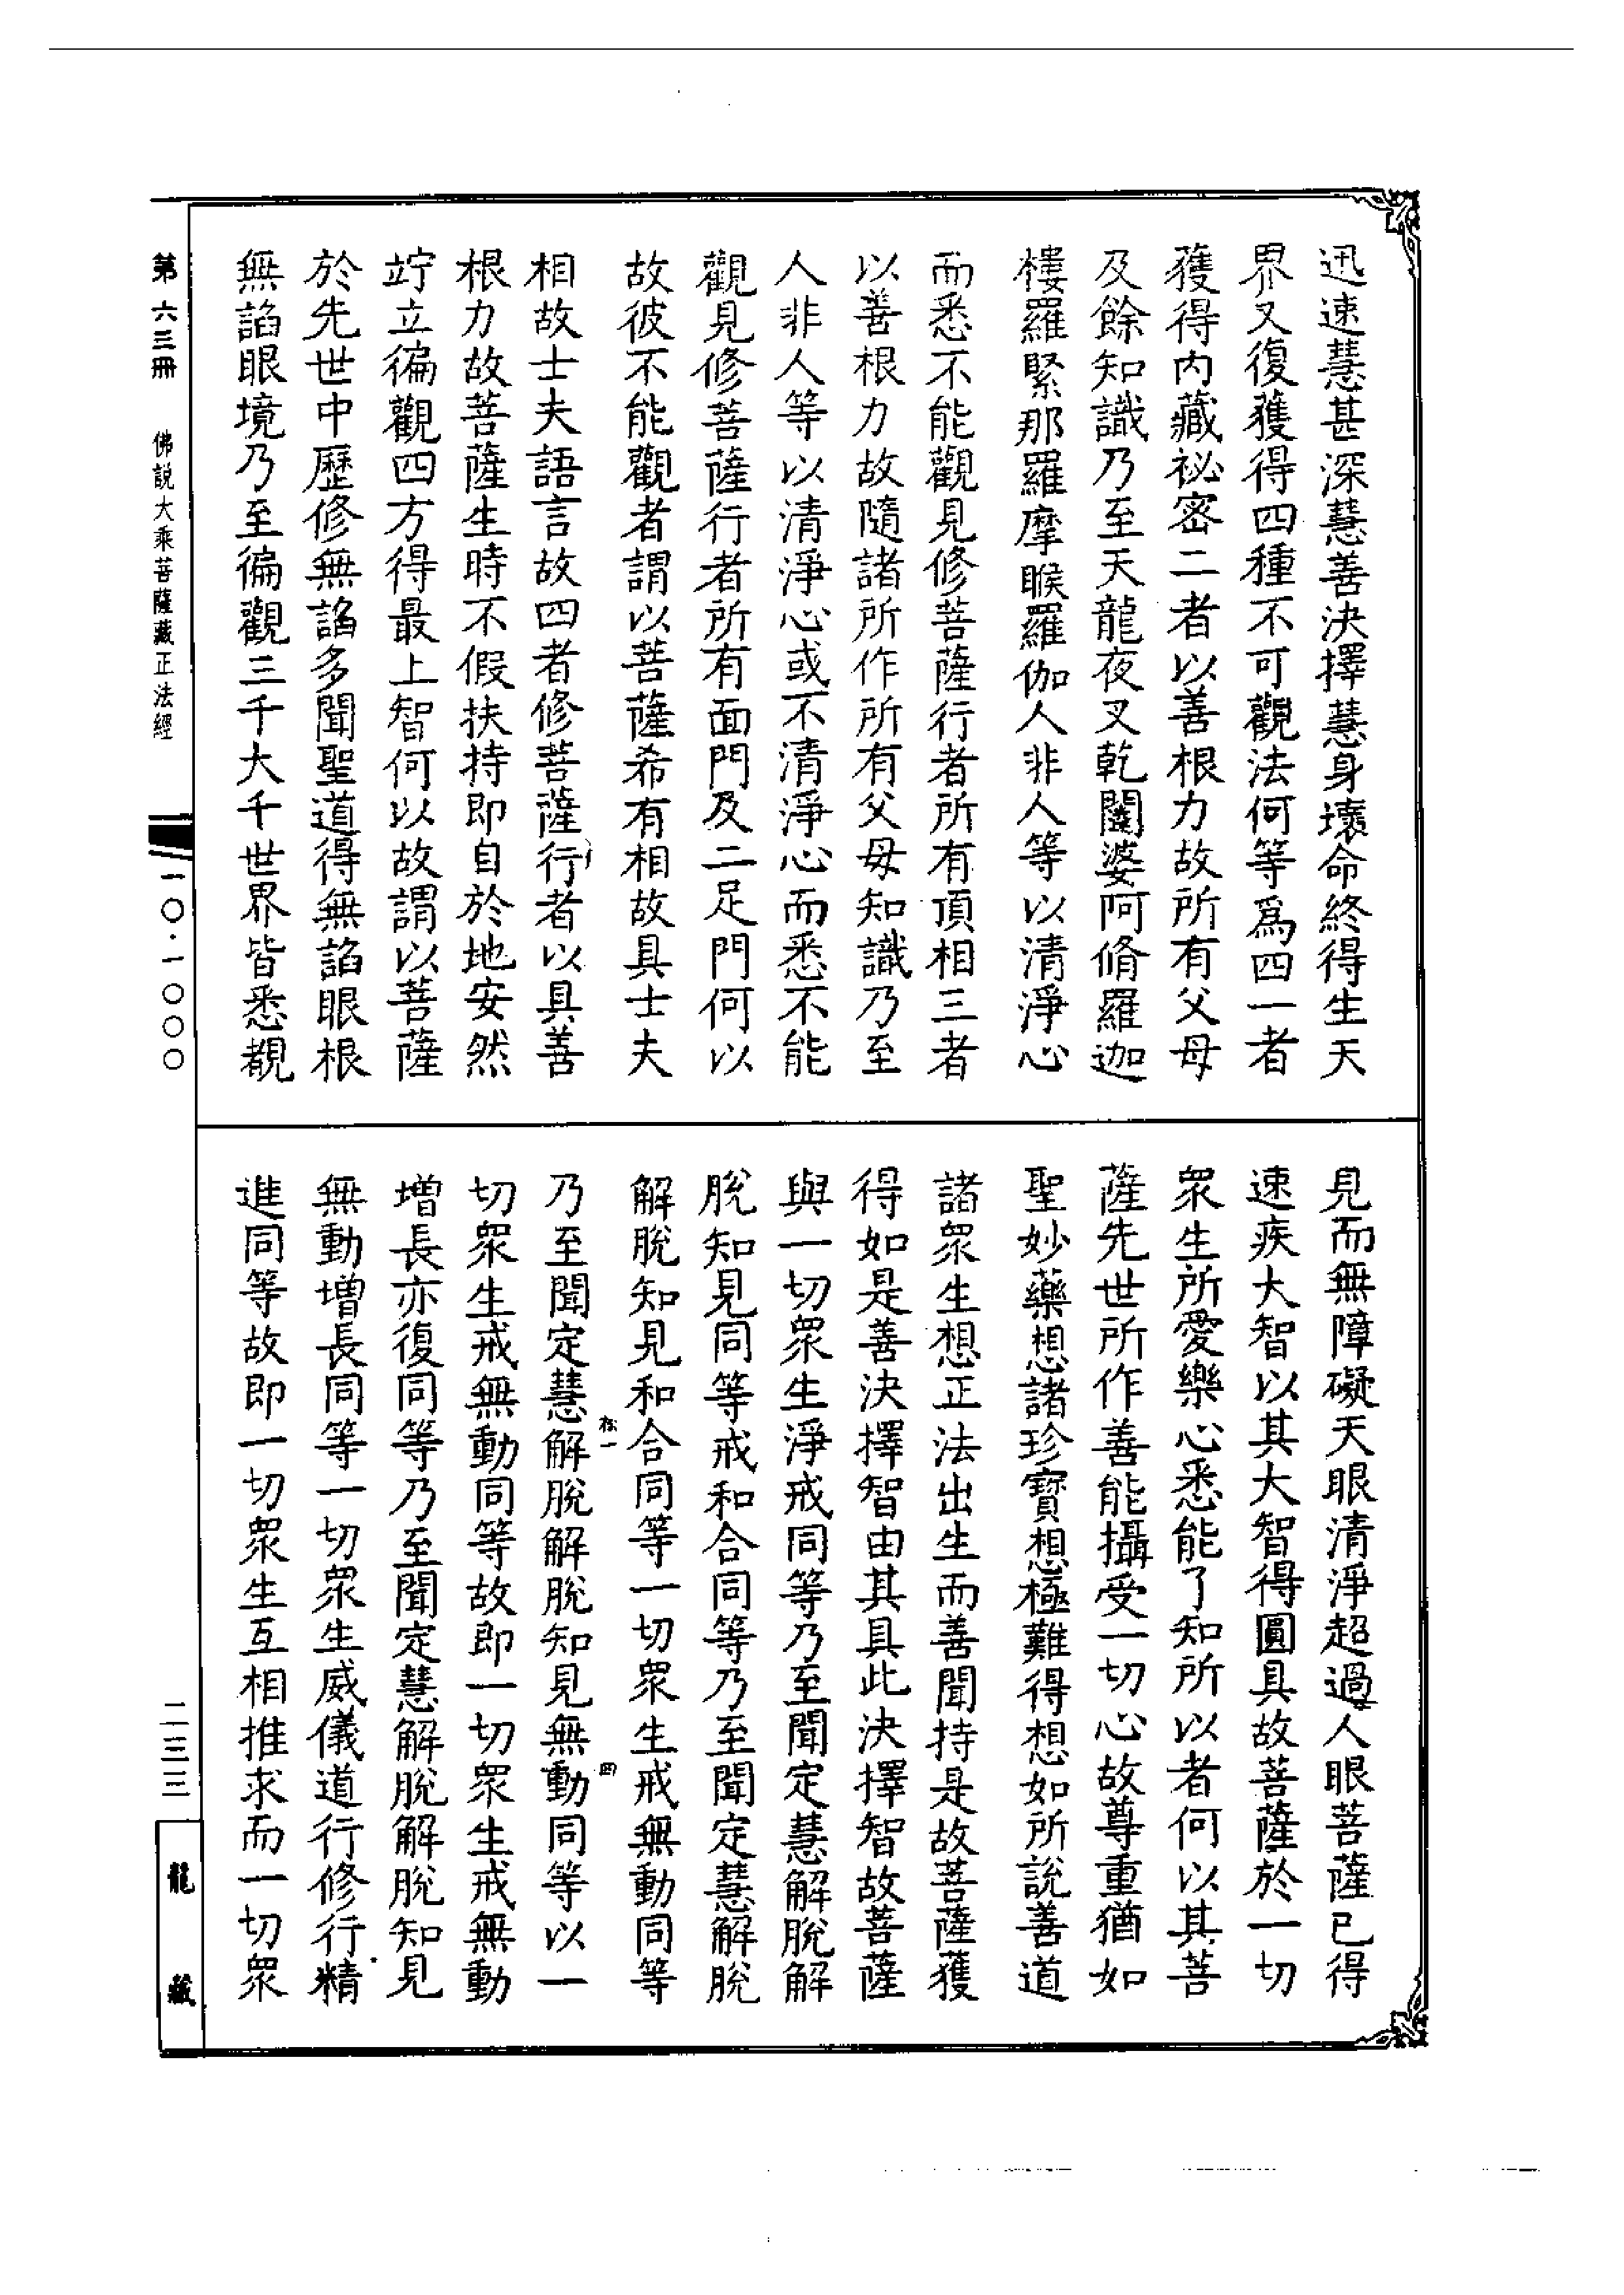 迅速慧甚深慧善決擇慧身壞命終得生天
界又復獲得四種不可觀法何等爲四一者
獲得內藏祕密二者以善根力故所有父母
及餘知識乃至天龍夜叉乾闥婆阿脩羅迦
樓羅緊那羅摩睺羅伽人非人等以清淨心
而悉不能觀見修菩薩行者所有頂相三者
以善根力故隨諸所作所有父母知識乃至
人非人等以清淨心或不清淨心而悉不能
觀見修菩薩行者所有面門及二足門何以
故彼不能觀者謂以菩薩希有相故具士夫
相故士夫語言故四者修菩薩行者以具善
根力故菩薩生時不假扶持即自於地安然
竚立徧觀四方得最上智何以故謂以菩薩
於先世中歷修無諂多聞聖道得無諂眼根
無諂眼境乃至徧觀三千大千世界皆悉覩
見而無障礙天眼清淨超過人眼菩薩已得
速疾大智以其大智得圓具故菩薩於一切
眾生所愛樂心悉能了知所以者何以其菩
薩先世所作善能攝受一切心故尊重猶如
聖妙藥想諸珍寶想極難得想如所說善道
諸眾生想正法出生而善聞持是故菩薩獲
得如是善決擇智由其具此決擇智故菩薩
與一切眾生淨戒同等乃至聞定慧解脫解
脫知見同等戒和合同等乃至聞定慧解脫
解脫知見和合同等一切眾生戒無動同等
乃至聞定慧解脫解脫知見無動同等以一
切眾生戒無動同等故即一切眾生戒無動
增長亦復同等乃至聞定慧解脫解脫知見
無動增長同等一切眾生威儀道行修行精
進同等故即一切眾生互相推求而一切眾
松一
四
第六三冊 佛說大乘菩薩藏正法經
一〇·一〇〇〇
二三三
龍藏